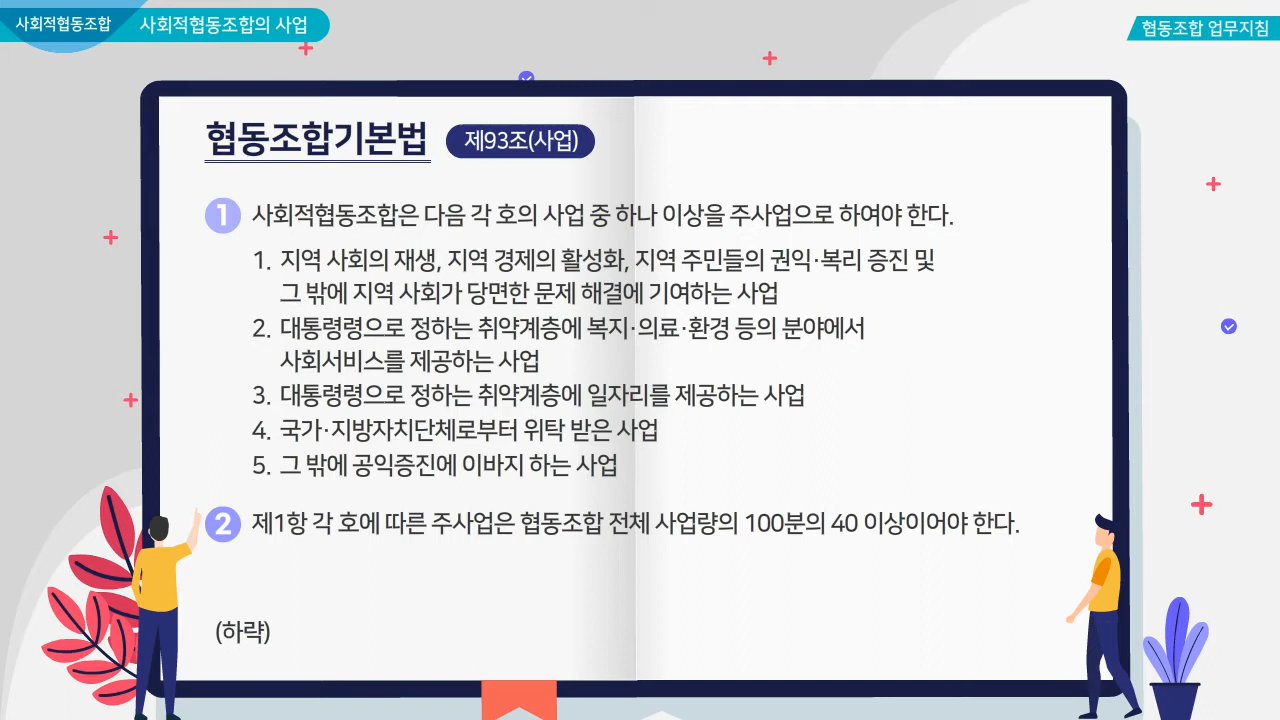 사회적협동조합
사회적협동조합의 사업
협동조합 업무지침
협동조합기본법
제93조(사업)
1 사회적협동조합은 다음 각 호의 사업 중 하나 이상을 주사업으로 하여야 한다.
1. 지역 사회의 재생, 지역 경제의 활성화, 지역 주민들의 권익·복리 증진 및
그 밖에 지역 사회가 당면한 문제 해결에 기여하는 사업
2. 대통령령으로 정하는 취약계층에 복지·의료·환경 등의 분야에서
사회서비스를 제공하는 사업
3. 대통령령으로 정하는 취약계층에 일자리를 제공하는 사업
4. 국가·지방자치단체로부터 위탁 받은 사업
5. 그 밖에 공익증진에 이바지 하는 사업
2 제1항 각 호에 따른 주사업은 협동조합 전체 사업량의 100분의 40 이상이어야 한다.
(하략)